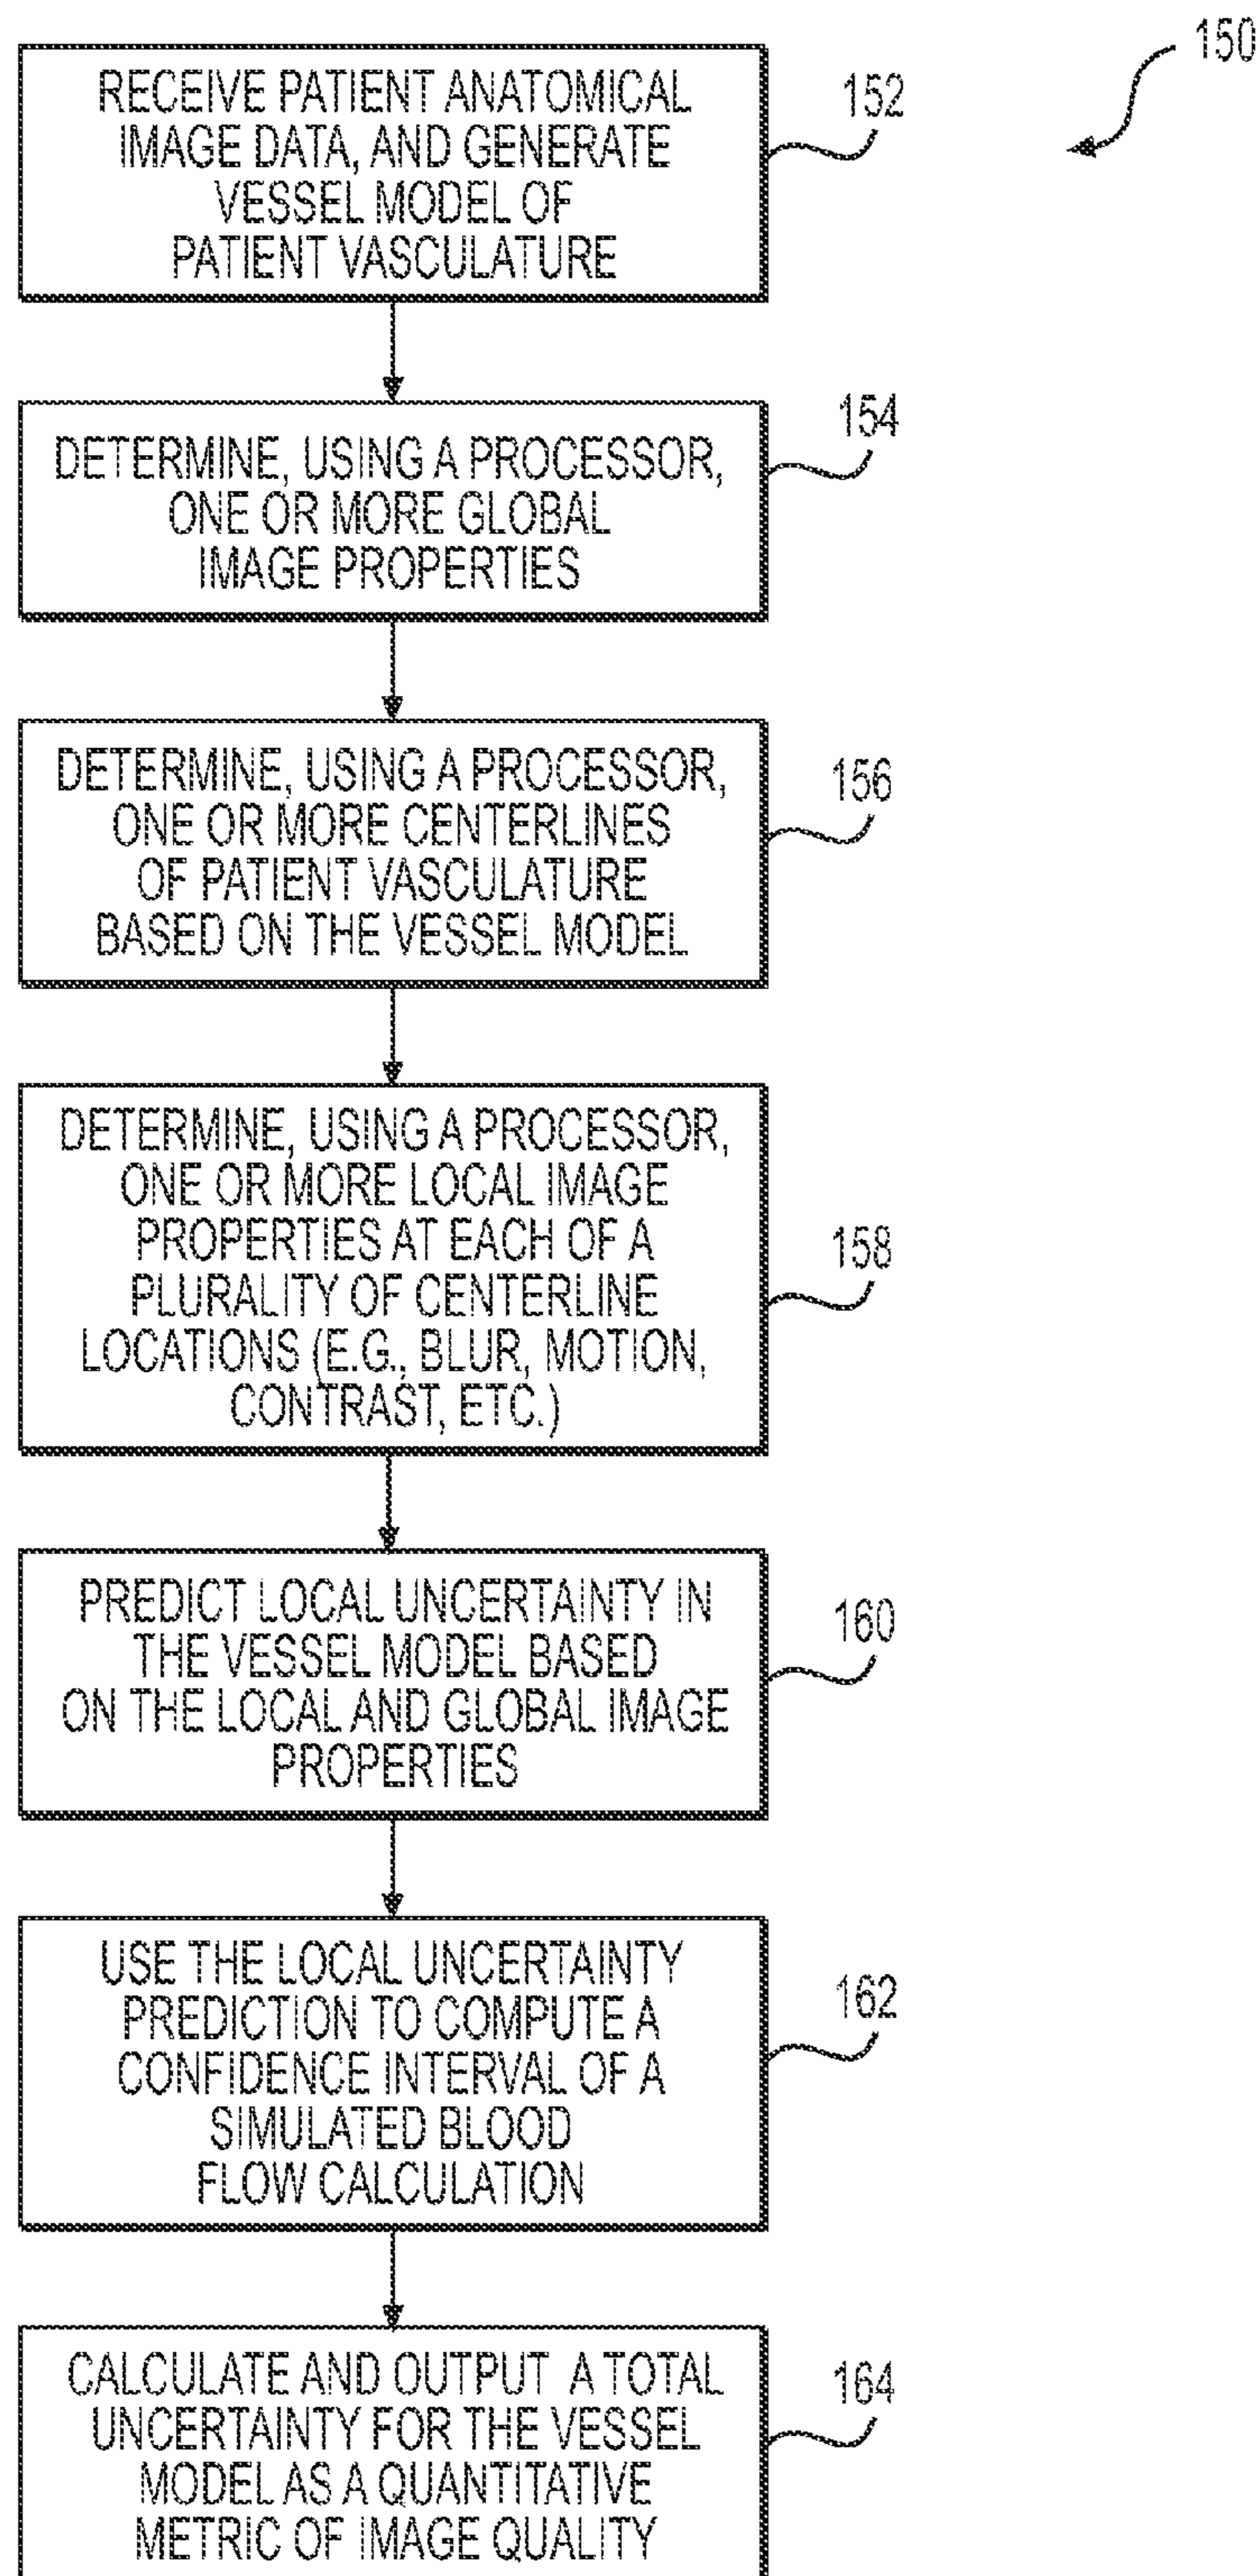 150
RECEIVE PATIENT ANATOMICAL
IMAGE DATA, AND GENERATE
VESSEL MODEL OF
PATIENT VASCULATURE
152
DETERMINE, USING A PROCESSOR,
ONE OR MORE GLOBAL
IMAGE PROPERTIES
154
DETERMINE, USING A PROCESSOR,
ONE OR MORE CENTERLINES
OF PATIENT VASCULATURE
BASED ON THE VESSEL MODEL
156
DETERMINE, USING A PROCESSOR,
ONE OR MORE LOCAL IMAGE
PROPERTIES AT EACH OF A
PLURALITY OF CENTERLINE
LOCATIONS (E.G., BLUR, MOTION,
CONTRAST, ETC.)
158
PREDICT LOCAL UNCERTAINTY IN
THE VESSEL MODEL BASED
ON THE LOCAL AND GLOBAL IMAGE
PROPERTIES
160
USE THE LOCAL UNCERTAINTY
PREDICTION TO COMPUTE A
CONFIDENCE INTERVAL OF A
SIMULATED BLOOD
FLOW CALCULATION
162
CALCULATE AND OUTPUT A TOTAL
UNCERTAINTY FOR THE VESSEL
MODEL AS A QUANTITATIVE
METRIC OF IMAGE QUALITY
164